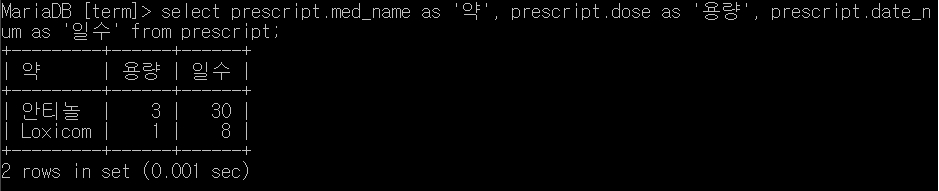 MariaDB [term]> select prescript.med_name as '약', prescript.dose as '용량', prescript.date_n
um as '일수' from prescript;
+---------+------+------+
| 약      | 용량 | 일수 |
+---------+------+------+
| 안티놀  |    3 |   30 |
| Loxicom |    1 |    8 |
+---------+------+------+
2 rows in set (0.001 sec)